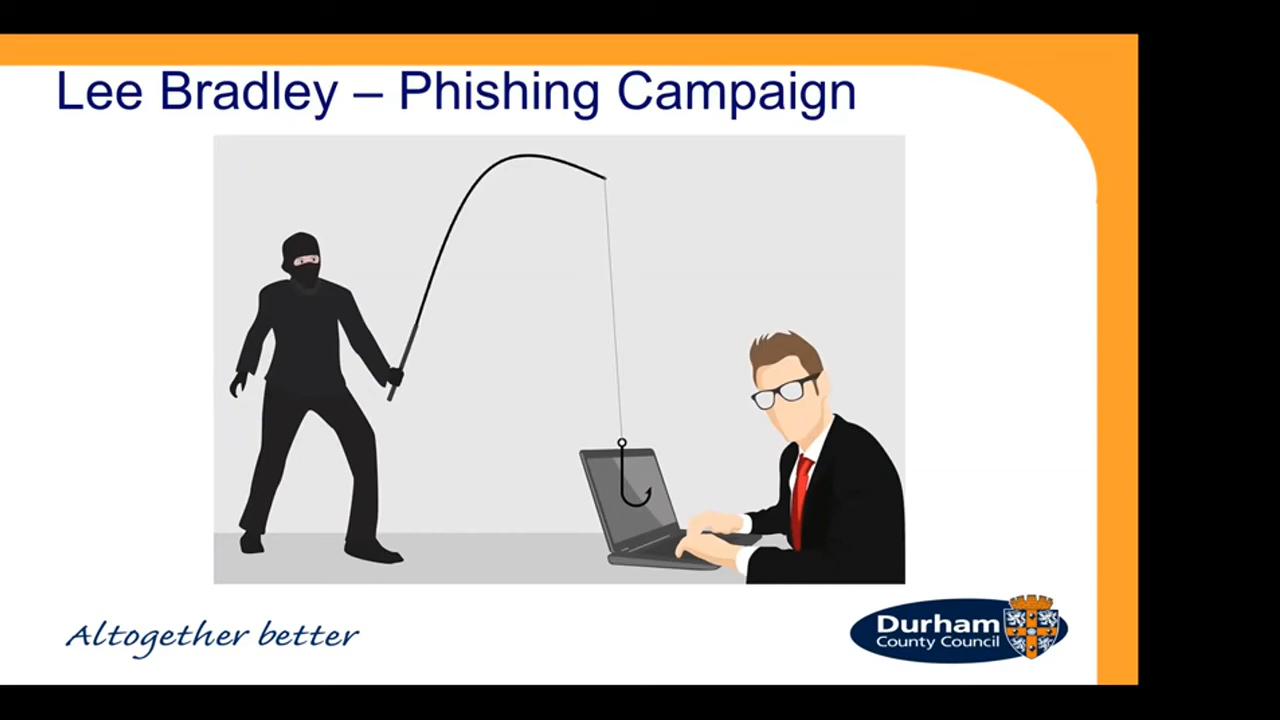 Lee Bradley – Phishing Campaign
Altogether better
Durham
County Council